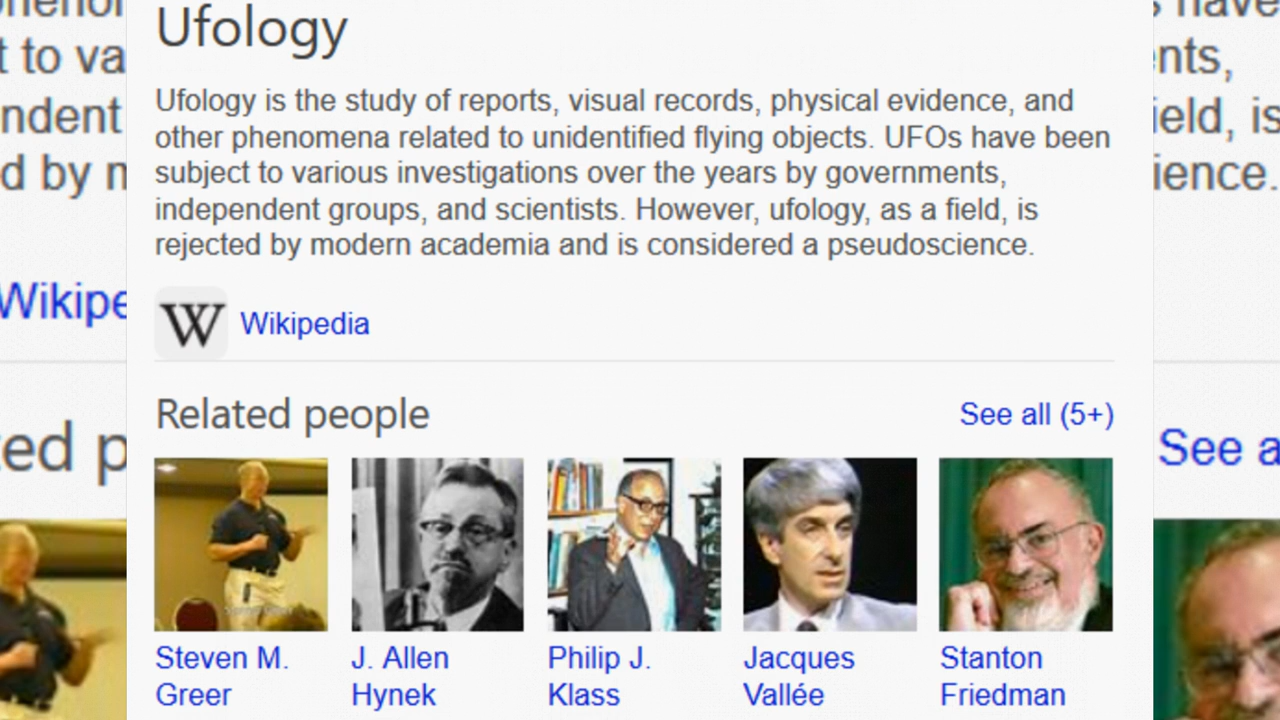 Ufology
Ufology is the study of reports, visual records, physical evidence, and
other phenomena related to unidentified flying objects. UFOs have been
subject to various investigations over the years by governments,
independent groups, and scientists. However, ufology, as a field, is
rejected by modern academia and is considered a pseudoscience.
W Wikipedia
Related people
See all (5+)
Steven M.
Greer
J. Allen
Hynek
Philip J.
Klass
Jacques
Vallée
Stanton
Friedman